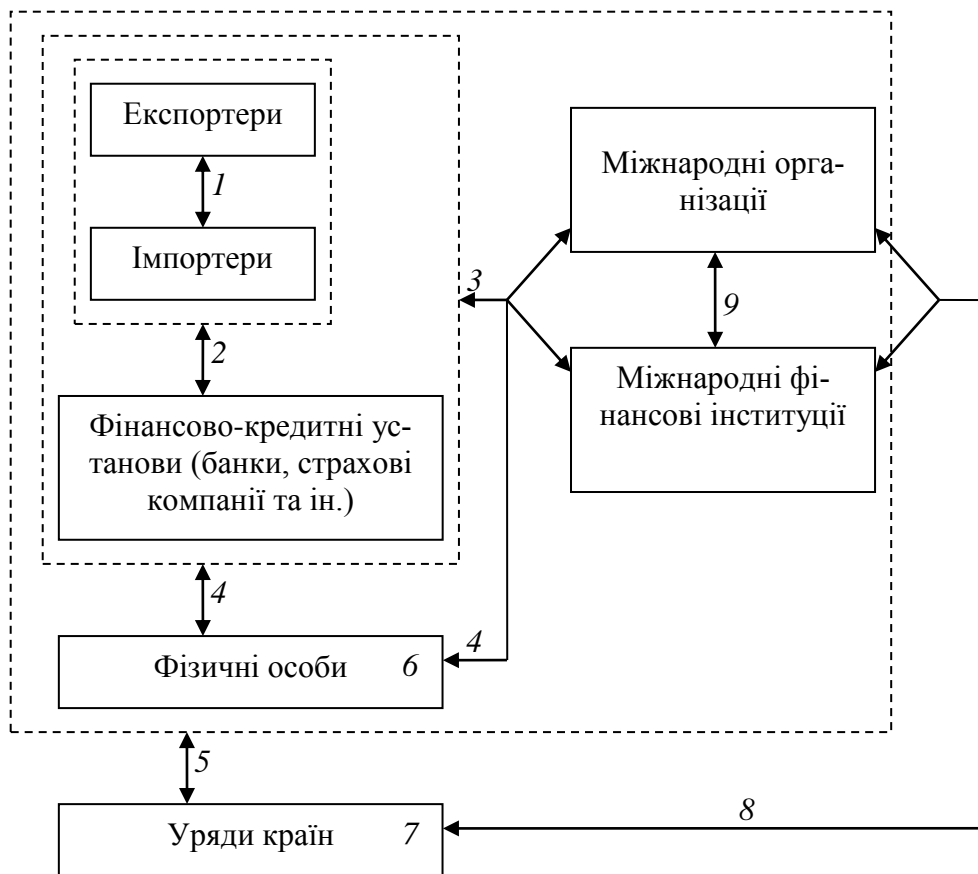 Експортери
1
Імпортери
2
Фінансово-кредитні ус-
танови (банки, страхові
компанії та ін.)
4
Фізичні особи 6
5
Уряди країн 7
3
4
Міжнародні орга-
нізації
9
Міжнародні фі-
нансові інституції
8